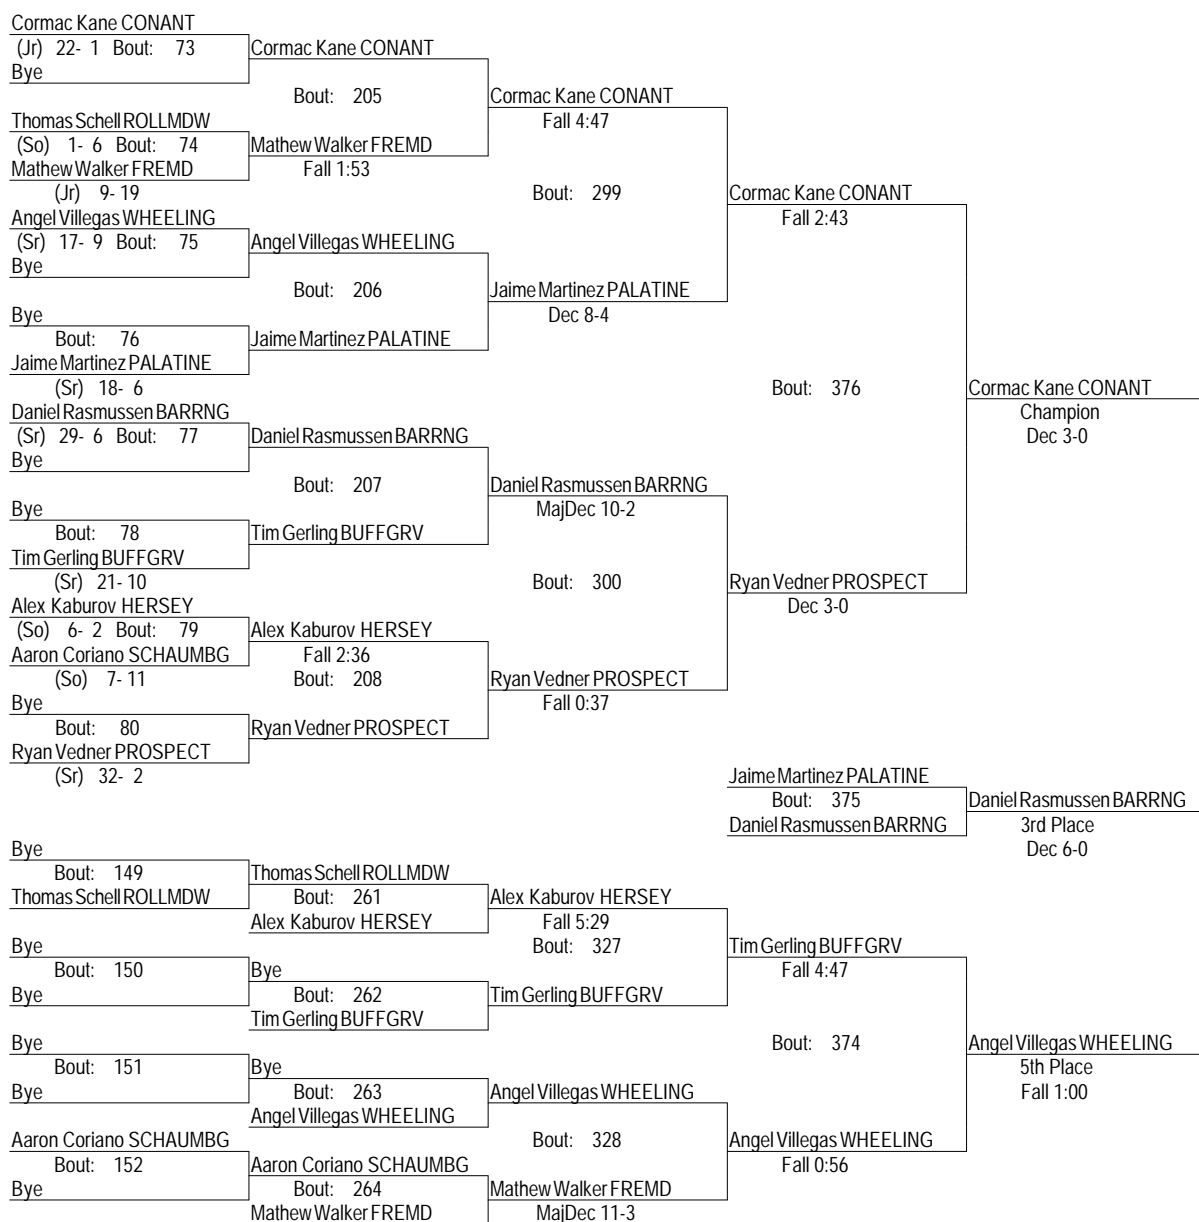 Cormac Kane CONANT
(Jr) 22- 1 Bout: 73 Cormac Kane CONANT
Bye
Bout: 205 Cormac Kane CONANT
Thomas Schell ROLLMDW Fall 4:47
(So) 1- 6 Bout: 74 Mathew Walker FREMD
Mathew Walker FREMD Fall 1:53
(Jr) 9- 19 Bout: 299 Cormac Kane CONANT
Angel Villegas WHEELING Fall 2:43
(Sr) 17- 9 Bout: 75 Angel Villegas WHEELING
Bye
Bout: 206 Jaime Martinez PALATINE
Bye Dec 8-4
Bout: 76 Jaime Martinez PALATINE
Jaime Martinez PALATINE
(Sr) 18- 6 Bout: 376 Cormac Kane CONANT
Daniel Rasmussen BARRNG Champion
(Sr) 29- 6 Bout: 77 Daniel Rasmussen BARRNG Dec 3-0
Bye
Bout: 207 Daniel Rasmussen BARRNG
Bye MajDec 10-2
Bout: 78 Tim Gerling BUFFGRV
Tim Gerling BUFFGRV
(Sr) 21- 10 Bout: 300 Ryan Vedner PROSPECT
Alex Kaburov HERSEY Dec 3-0
(So) 6- 2 Bout: 79 Alex Kaburov HERSEY
Aaron Coriano SCHAUMBG Fall 2:36
(So) 7- 11 Bout: 208 Ryan Vedner PROSPECT
Bye Fall 0:37
Bout: 80 Ryan Vedner PROSPECT
Ryan Vedner PROSPECT
(Sr) 32- 2 Jaime Martinez PALATINE
Bout: 375 Daniel Rasmussen BARRNG
Daniel Rasmussen BARRNG 3rd Place
Bye Dec 6-0
Bout: 149 Thomas Schell ROLLMDW
Thomas Schell ROLLMDW Bout: 261 Alex Kaburov HERSEY
Alex Kaburov HERSEY Fall 5:29
Bye Bout: 327 Tim Gerling BUFFGRV
Bout: 150 Bye Fall 4:47
Bye Bout: 262 Tim Gerling BUFFGRV
Tim Gerling BUFFGRV
Bye Bout: 374 Angel Villegas WHEELING
Bout: 151 Bye 5th Place
Bye Bout: 263 Angel Villegas WHEELING Fall 1:00
Angel Villegas WHEELING
Aaron Coriano SCHAUMBG Bout: 328 Angel Villegas WHEELING
Bout: 152 Aaron Coriano SCHAUMBG Fall 0:56
Bye Bout: 264 Mathew Walker FREMD
Mathew Walker FREMD MajDec 11-3